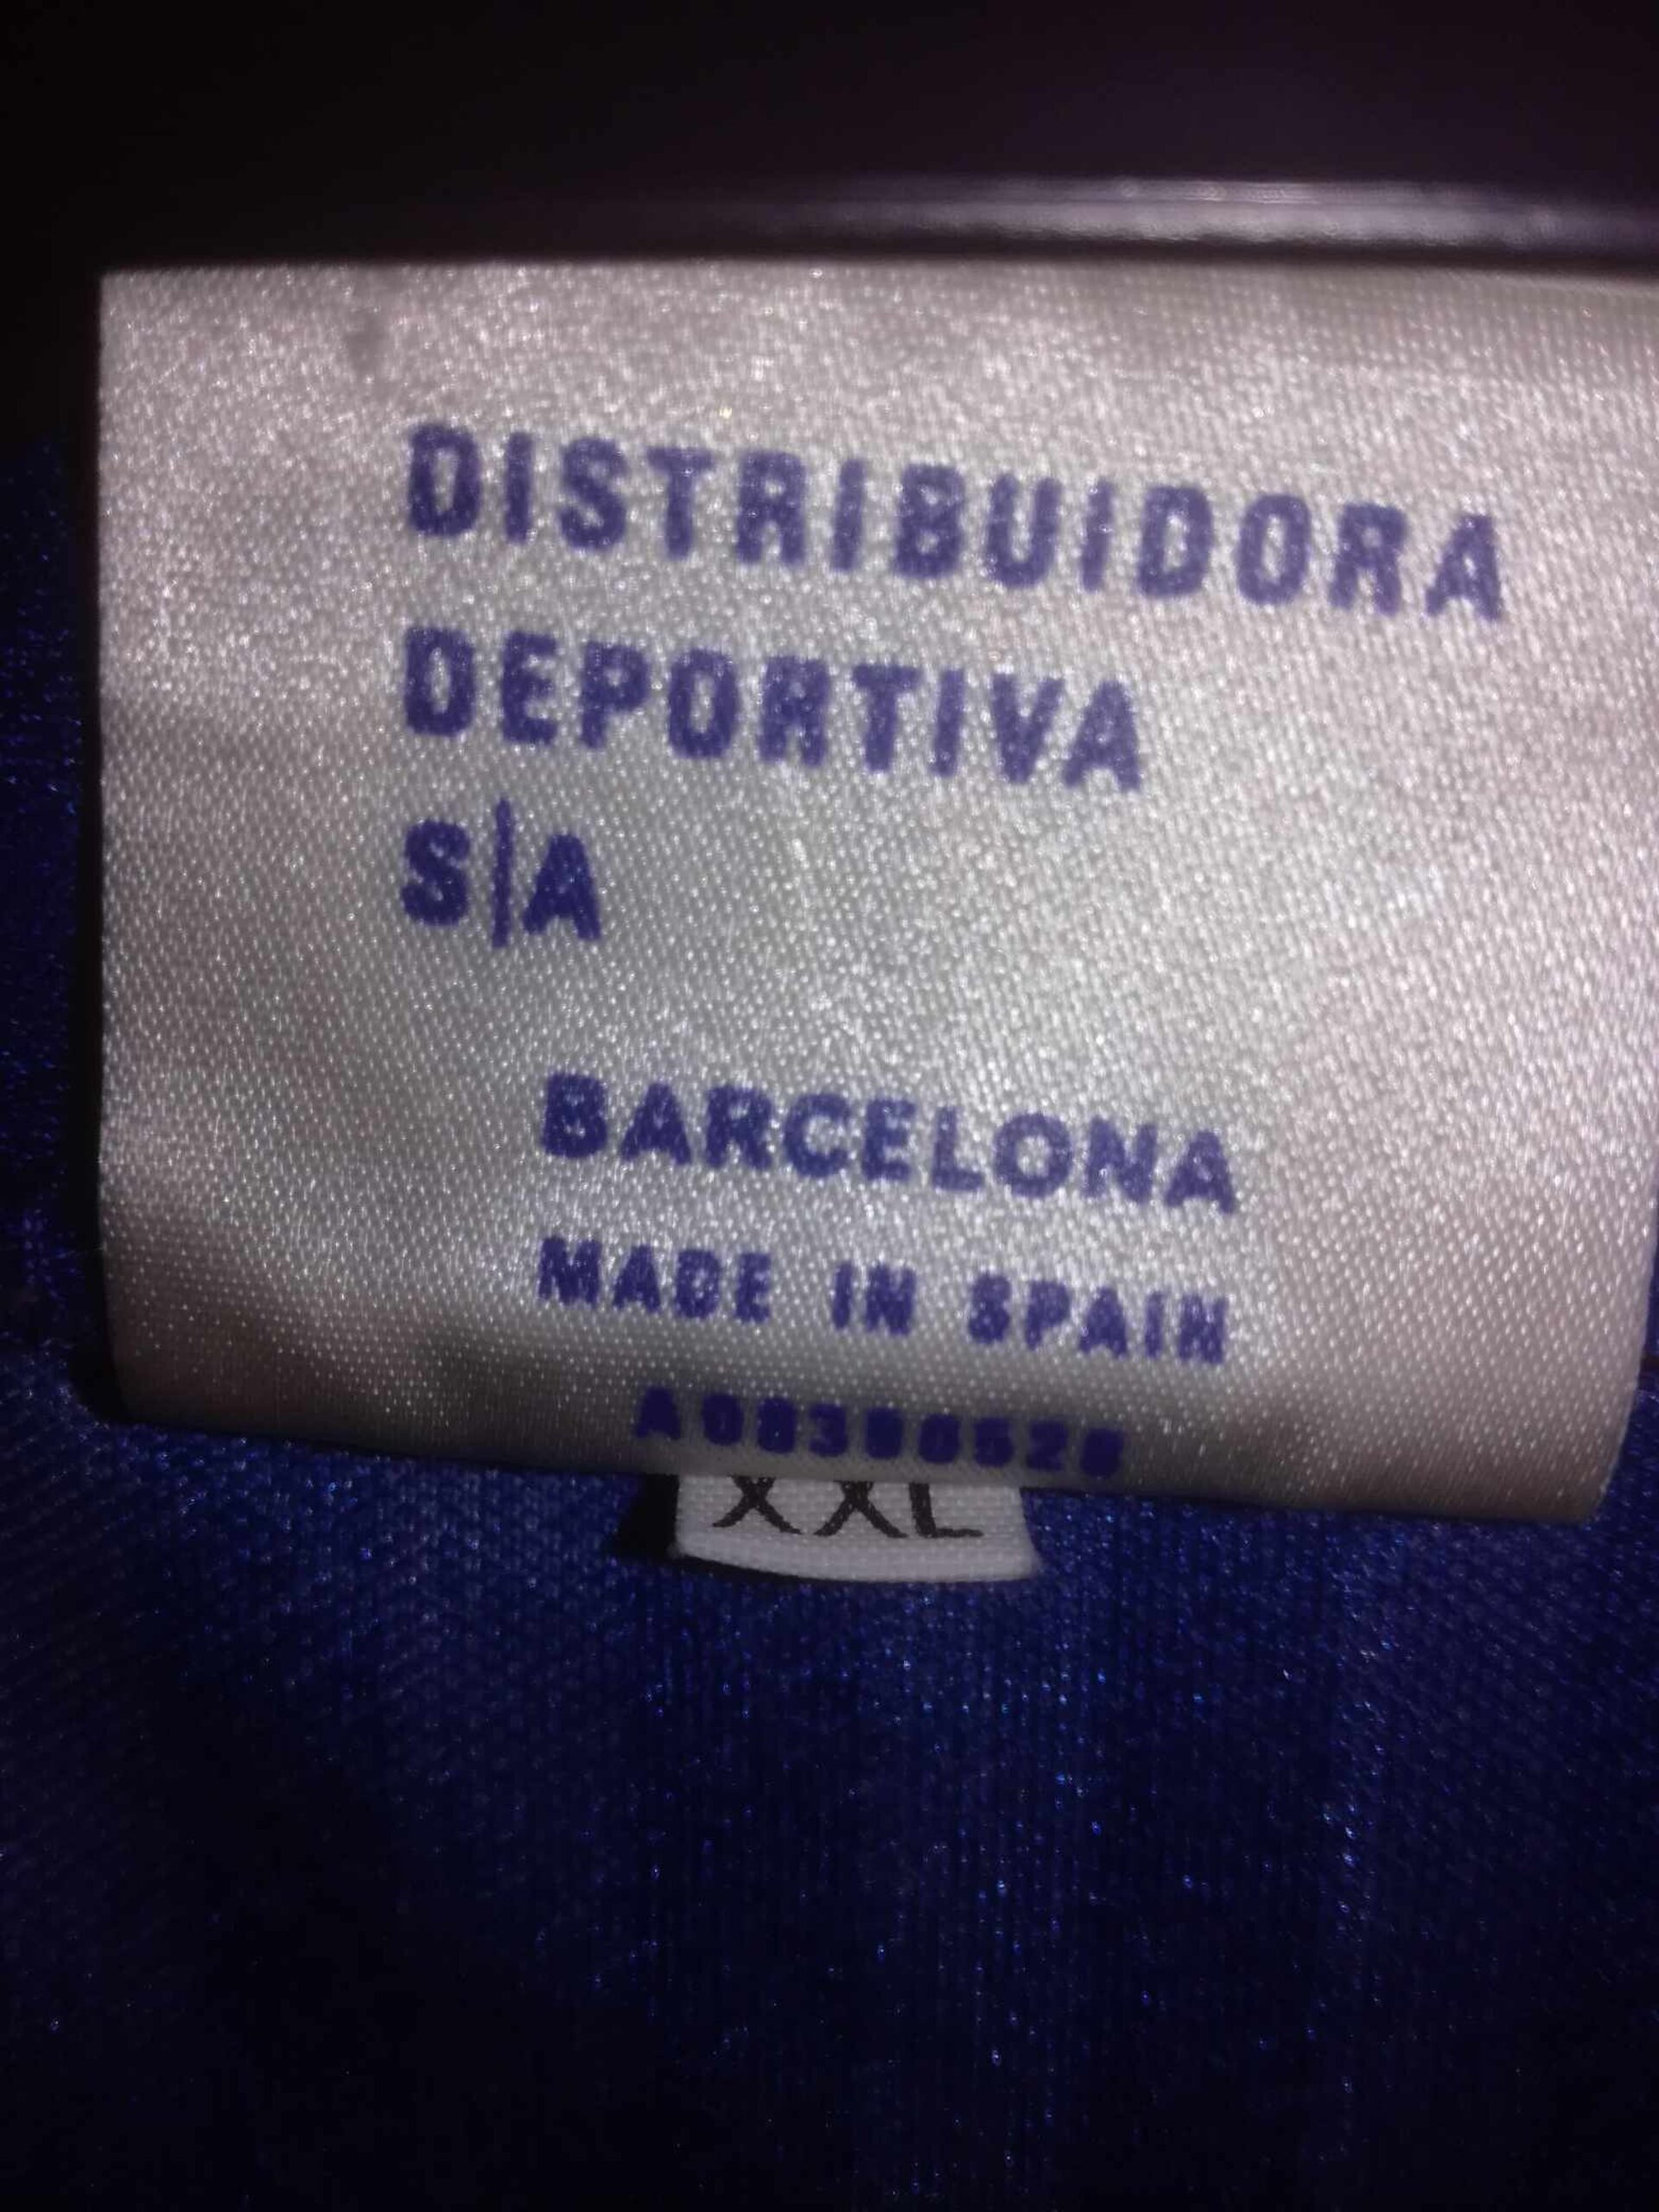 DISTRIBUIDORA
DEPORTIVA
S|A
BARCELONA
MADE IN SPAIN
XXL